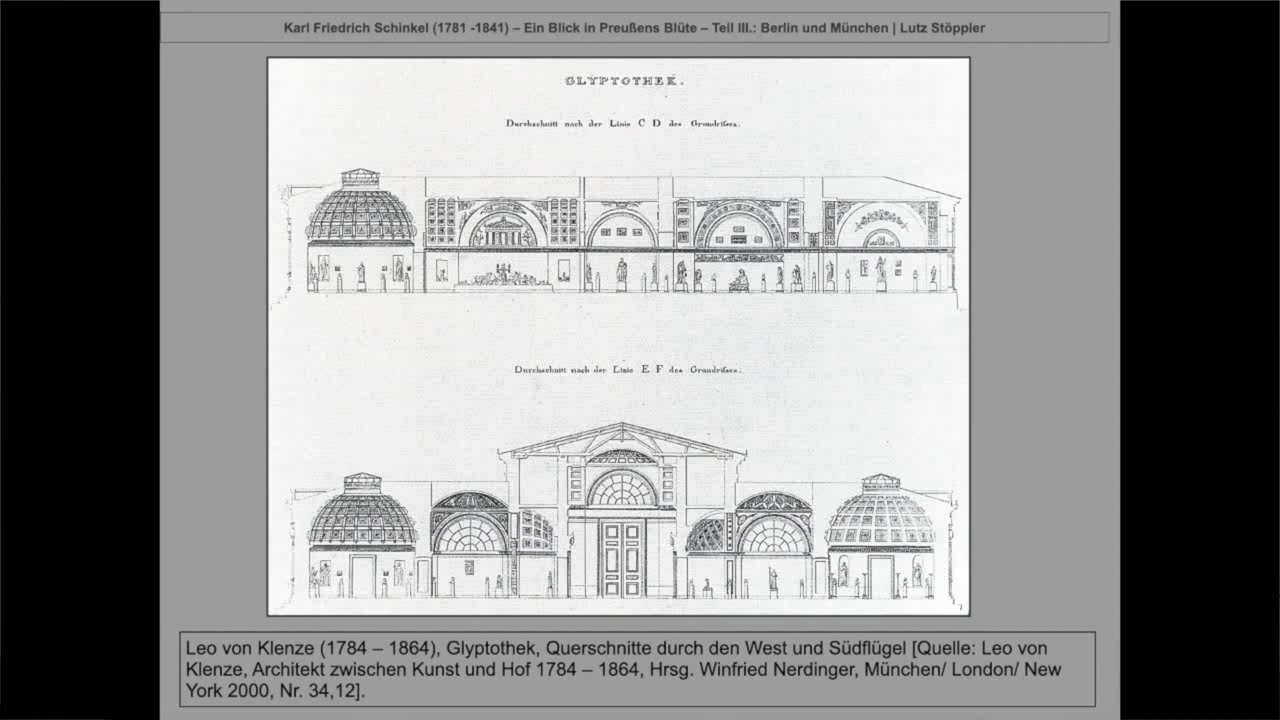 Karl Friedrich Schinkel (1781 -1841) – Ein Blick in Preußens Blüte – Teil III.: Berlin und München | Lutz Stöppler
GLYPTOTHEK.
Durchschnitt nach der Linie C D des Grundrisses.
Durchschnitt nach der Linie E F des Grundrisses.
Leo von Klenze (1784 – 1864), Glyptothek, Querschnitte durch den West und Südflügel [Quelle: Leo von
Klenze, Architekt zwischen Kunst und Hof 1784 – 1864, Hrsg. Winfried Nerdinger, München/ London/ New
York 2000, Nr. 34,12].